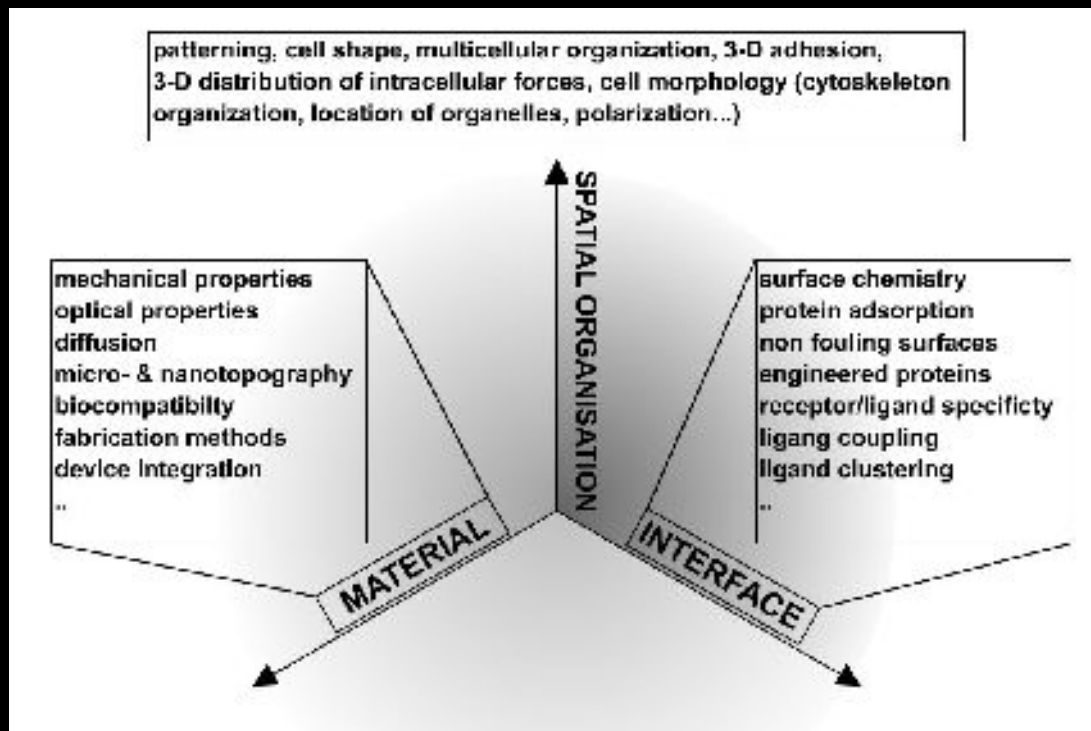 patterning, cell shape, multicellular organization, 3-D adhesion,
3-D distribution of intracellular forces, cell morphology (cytoskeleton
organization, location of organelles, polarization...)
SPATIAL ORGANISATION
mechanical properties
optical properties
diffusion
micro- & nanotopography
biocompatibilty
fabrication methods
device integration
..
surface chemistry
protein adsorption
non fouling surfaces
engineered proteins
receptor/ligand specificty
ligang coupling
ligand clustering
..
MATERIAL
INTERFACE